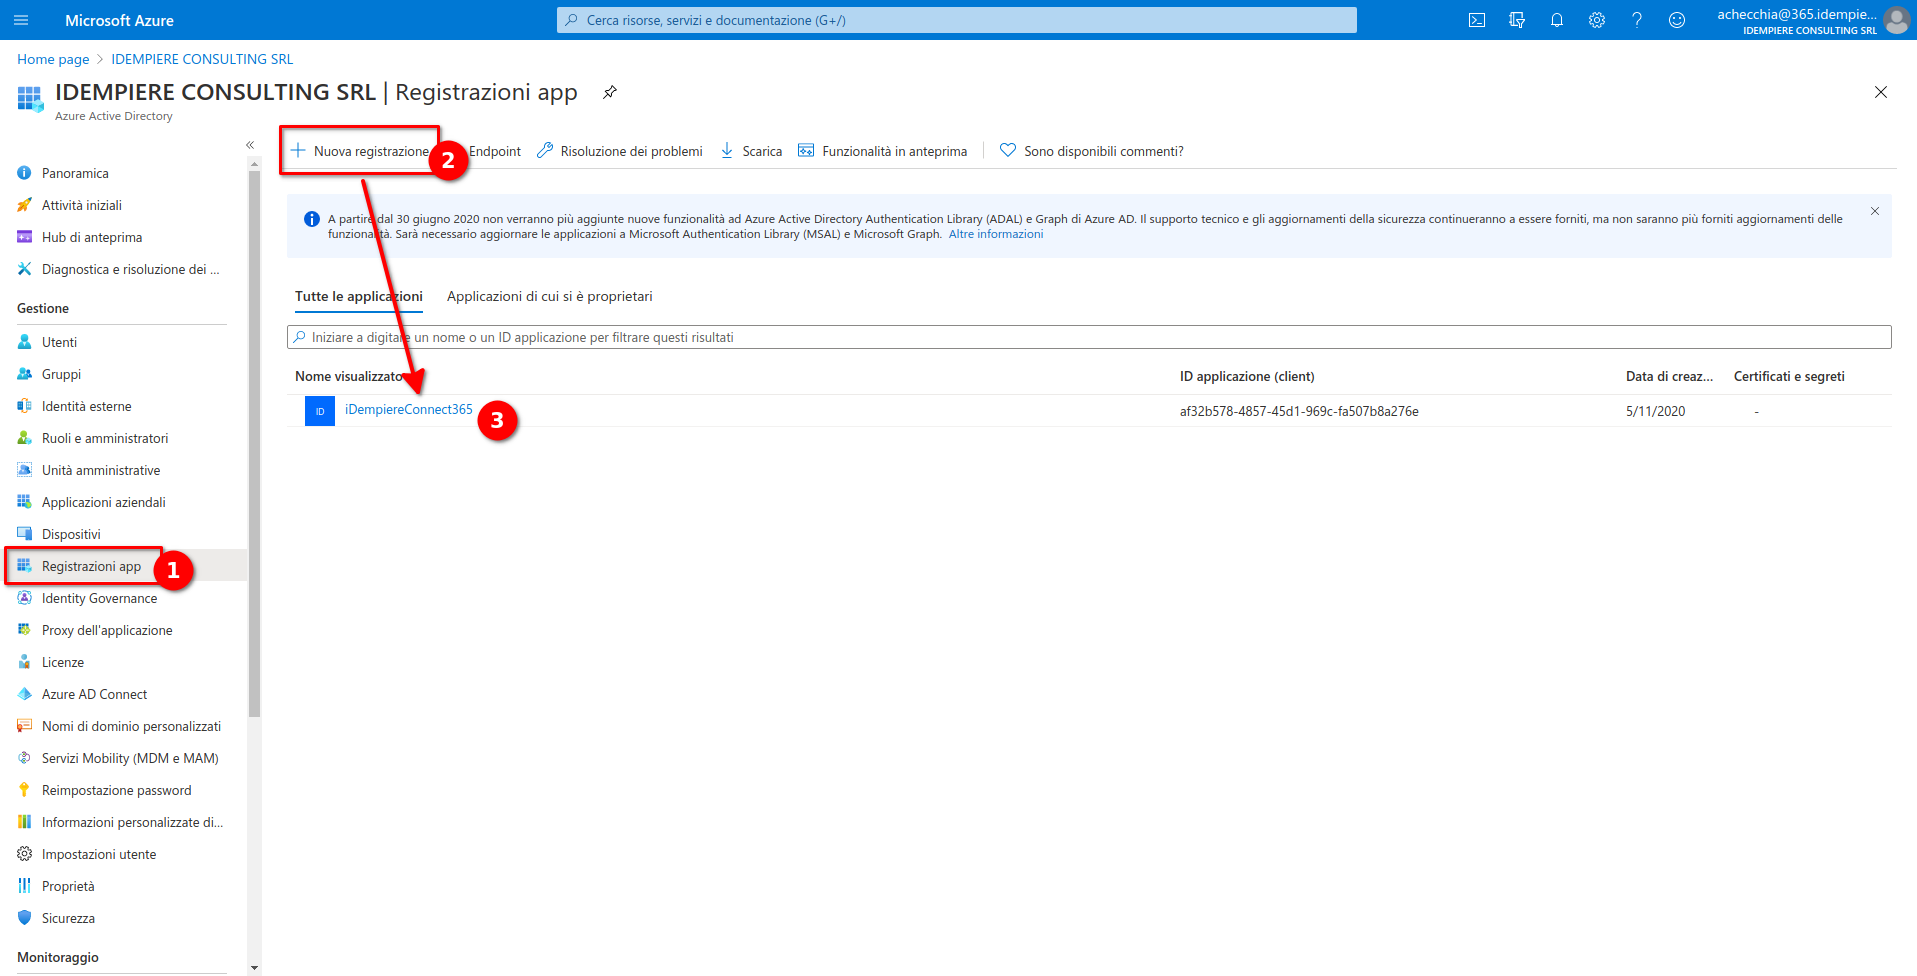 Microsoft Azure
Cerca risorse, servizi e documentazione (G+/)
achecchia@365.idempie...
IDEMPIERE CONSULTING SRL
Home page > IDEMPIERE CONSULTING SRL
IDEMPIERE CONSULTING SRL | Registrazioni app
Azure Active Directory
«
Panoramica
Attività iniziali
Hub di anteprima
Diagnostica e risoluzione dei ...
Gestione
Utenti
Gruppi
Identità esterne
Ruoli e amministratori
Unità amministrative
Applicazioni aziendali
Dispositivi
Registrazioni app
1
Identity Governance
Proxy dell'applicazione
Licenze
Azure AD Connect
Nomi di dominio personalizzati
Servizi Mobility (MDM e MAM)
Reimpostazione password
Informazioni personalizzate di...
Impostazioni utente
Proprietà
Sicurezza
Monitoraggio
Nuova registrazione 2 Endpoint Risoluzione dei problemi Scarica Funzionalità in anteprima Sono disponibili commenti?
A partire dal 30 giugno 2020 non verranno più aggiunte nuove funzionalità ad Azure Active Directory Authentication Library (ADAL) e Graph di Azure AD. Il supporto tecnico e gli aggiornamenti della sicurezza continueranno a essere forniti, ma non saranno più forniti aggiornamenti delle
funzionalità. Sarà necessario aggiornare le applicazioni a Microsoft Authentication Library (MSAL) e Microsoft Graph. Altre informazioni
Tutte le applicazioni Applicazioni di cui si è proprietari
Iniziare a digitare un nome o un ID applicazione per filtrare questi risultati
Nome visualizzato ID applicazione (client) Data di creaz... Certificati e segreti
ID iDempiereConnect365 3 af32b578-4857-45d1-969c-fa507b8a276e 5/11/2020 -